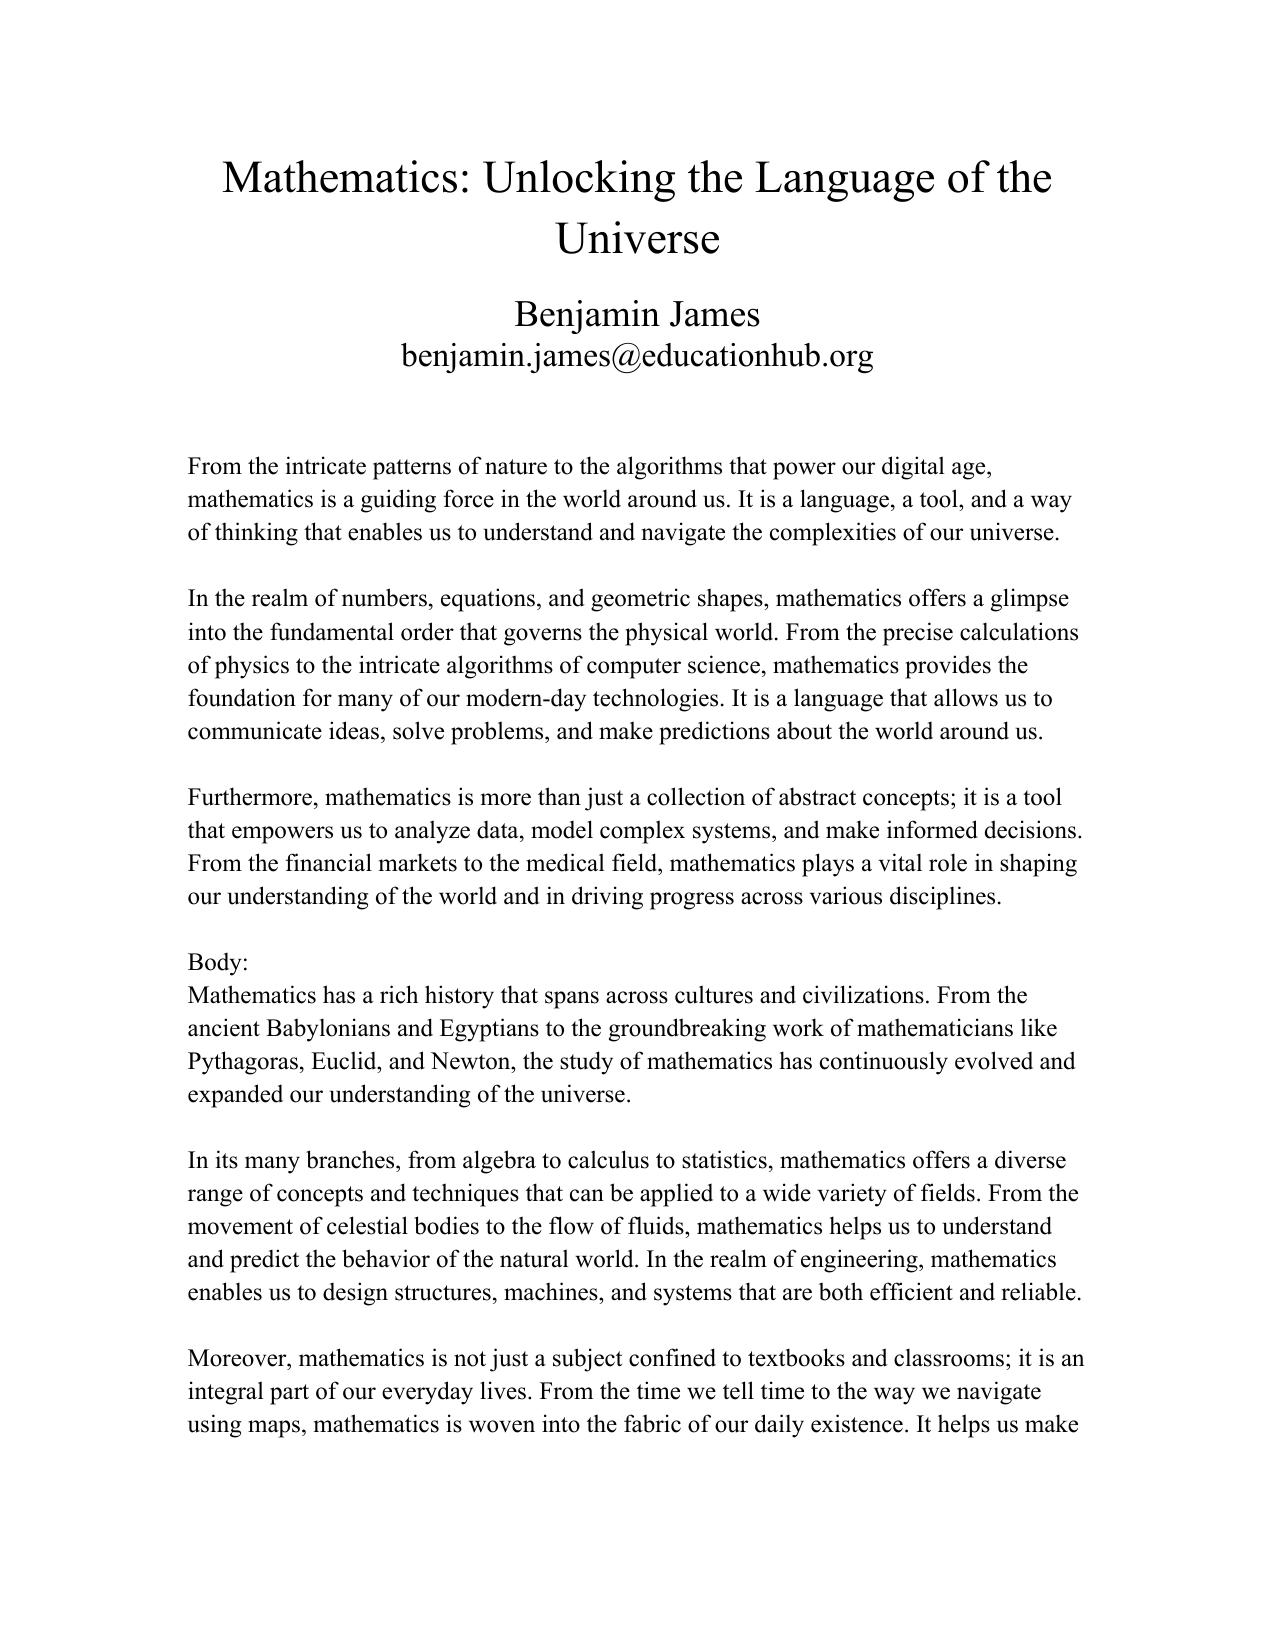 Mathematics: Unlocking the Language of the
Universe
Benjamin James
benjamin.james@educationhub.org
From the intricate patterns of nature to the algorithms that power our digital age,
mathematics is a guiding force in the world around us. It is a language, a tool, and a way
of thinking that enables us to understand and navigate the complexities of our universe.
In the realm of numbers, equations, and geometric shapes, mathematics offers a glimpse
into the fundamental order that governs the physical world. From the precise calculations
of physics to the intricate algorithms of computer science, mathematics provides the
foundation for many of our modern-day technologies. It is a language that allows us to
communicate ideas, solve problems, and make predictions about the world around us.
Furthermore, mathematics is more than just a collection of abstract concepts; it is a tool
that empowers us to analyze data, model complex systems, and make informed decisions.
From the financial markets to the medical field, mathematics plays a vital role in shaping
our understanding of the world and in driving progress across various disciplines.
Body:
Mathematics has a rich history that spans across cultures and civilizations. From the
ancient Babylonians and Egyptians to the groundbreaking work of mathematicians like
Pythagoras, Euclid, and Newton, the study of mathematics has continuously evolved and
expanded our understanding of the universe.
In its many branches, from algebra to calculus to statistics, mathematics offers a diverse
range of concepts and techniques that can be applied to a wide variety of fields. From the
movement of celestial bodies to the flow of fluids, mathematics helps us to understand
and predict the behavior of the natural world. In the realm of engineering, mathematics
enables us to design structures, machines, and systems that are both efficient and reliable.
Moreover, mathematics is not just a subject confined to textbooks and classrooms; it is an
integral part of our everyday lives. From the time we tell time to the way we navigate
using maps, mathematics is woven into the fabric of our daily existence. It helps us make